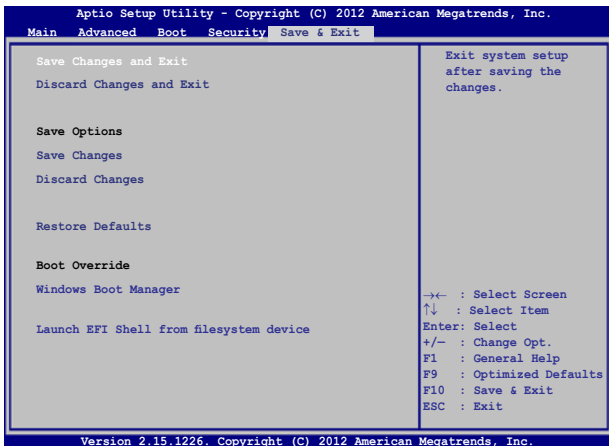 Aptio Setup Utility - Copyright (C) 2012 American Megatrends, Inc.
Main Advanced Boot Security Save & Exit
Save Changes and Exit
Discard Changes and Exit
Save Options
Save Changes
Discard Changes
Restore Defaults
Boot Override
Windows Boot Manager
Launch EFI Shell from filesystem device
Exit system setup
after saving the
changes.
→← : Select Screen
↑↓ : Select Item
Enter: Select
+/— : Change Opt.
F1 : General Help
F9 : Optimized Defaults
F10 : Save & Exit
ESC : Exit
Version 2.15.1226. Copyright (C) 2012 American Megatrends, Inc.